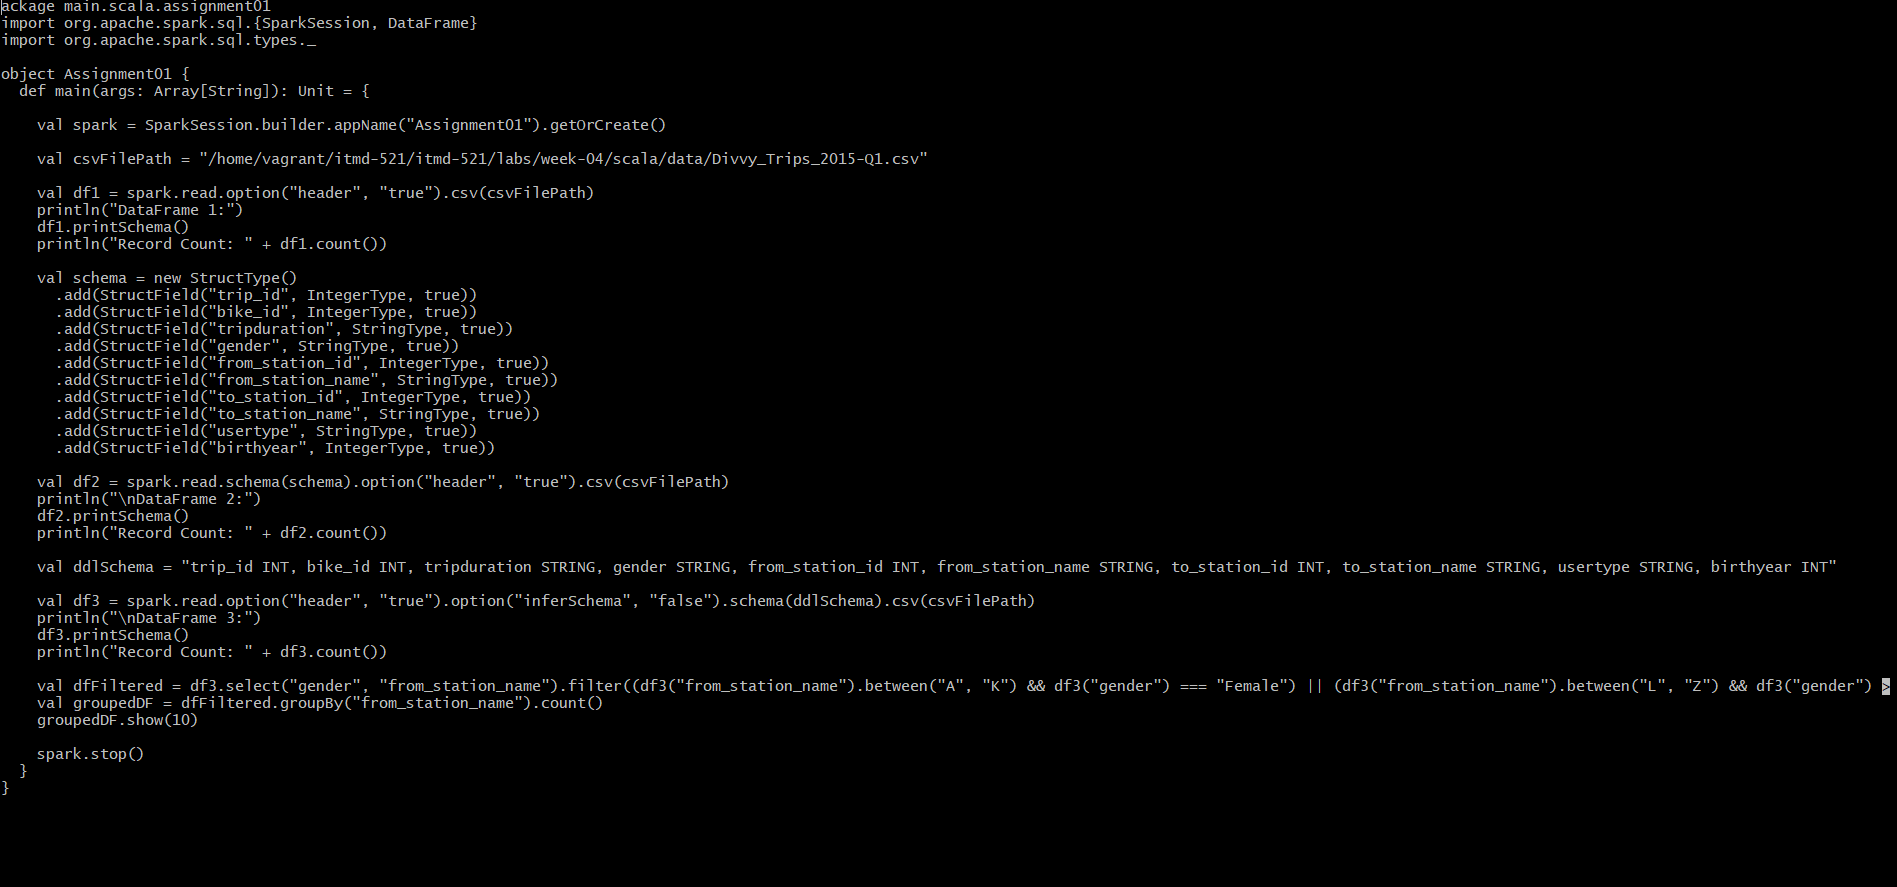 ackage main.scala.assignment01
import org.apache.spark.sql.{SparkSession, DataFrame}
import org.apache.spark.sql.types._

object Assignment01 {
  def main(args: Array[String]): Unit = {

    val spark = SparkSession.builder.appName("Assignment01").getOrCreate()

    val csvFilePath = "/home/vagrant/itmd-521/itmd-521/labs/week-04/scala/data/Divvy_Trips_2015-Q1.csv"

    val df1 = spark.read.option("header", "true").csv(csvFilePath)
    println("DataFrame 1:")
    df1.printSchema()
    println("Record Count: " + df1.count())

    val schema = new StructType()
      .add(StructField("trip_id", IntegerType, true))
      .add(StructField("bike_id", IntegerType, true))
      .add(StructField("tripduration", StringType, true))
      .add(StructField("gender", StringType, true))
      .add(StructField("from_station_id", IntegerType, true))
      .add(StructField("from_station_name", StringType, true))
      .add(StructField("to_station_id", IntegerType, true))
      .add(StructField("to_station_name", StringType, true))
      .add(StructField("usertype", StringType, true))
      .add(StructField("birthyear", IntegerType, true))

    val df2 = spark.read.schema(schema).option("header", "true").csv(csvFilePath)
    println("\nDataFrame 2:")
    df2.printSchema()
    println("Record Count: " + df2.count())

    val ddlSchema = "trip_id INT, bike_id INT, tripduration STRING, gender STRING, from_station_id INT, from_station_name STRING, to_station_id INT, to_station_name STRING, usertype STRING, birthyear INT"

    val df3 = spark.read.option("header", "true").option("inferSchema", "false").schema(ddlSchema).csv(csvFilePath)
    println("\nDataFrame 3:")
    df3.printSchema()
    println("Record Count: " + df3.count())

    val dfFiltered = df3.select("gender", "from_station_name").filter((df3("from_station_name").between("A", "K") && df3("gender") === "Female") || (df3("from_station_name").between("L", "Z") && df3("gender") >
    val groupedDF = dfFiltered.groupBy("from_station_name").count()
    groupedDF.show(10)

    spark.stop()
  }
}